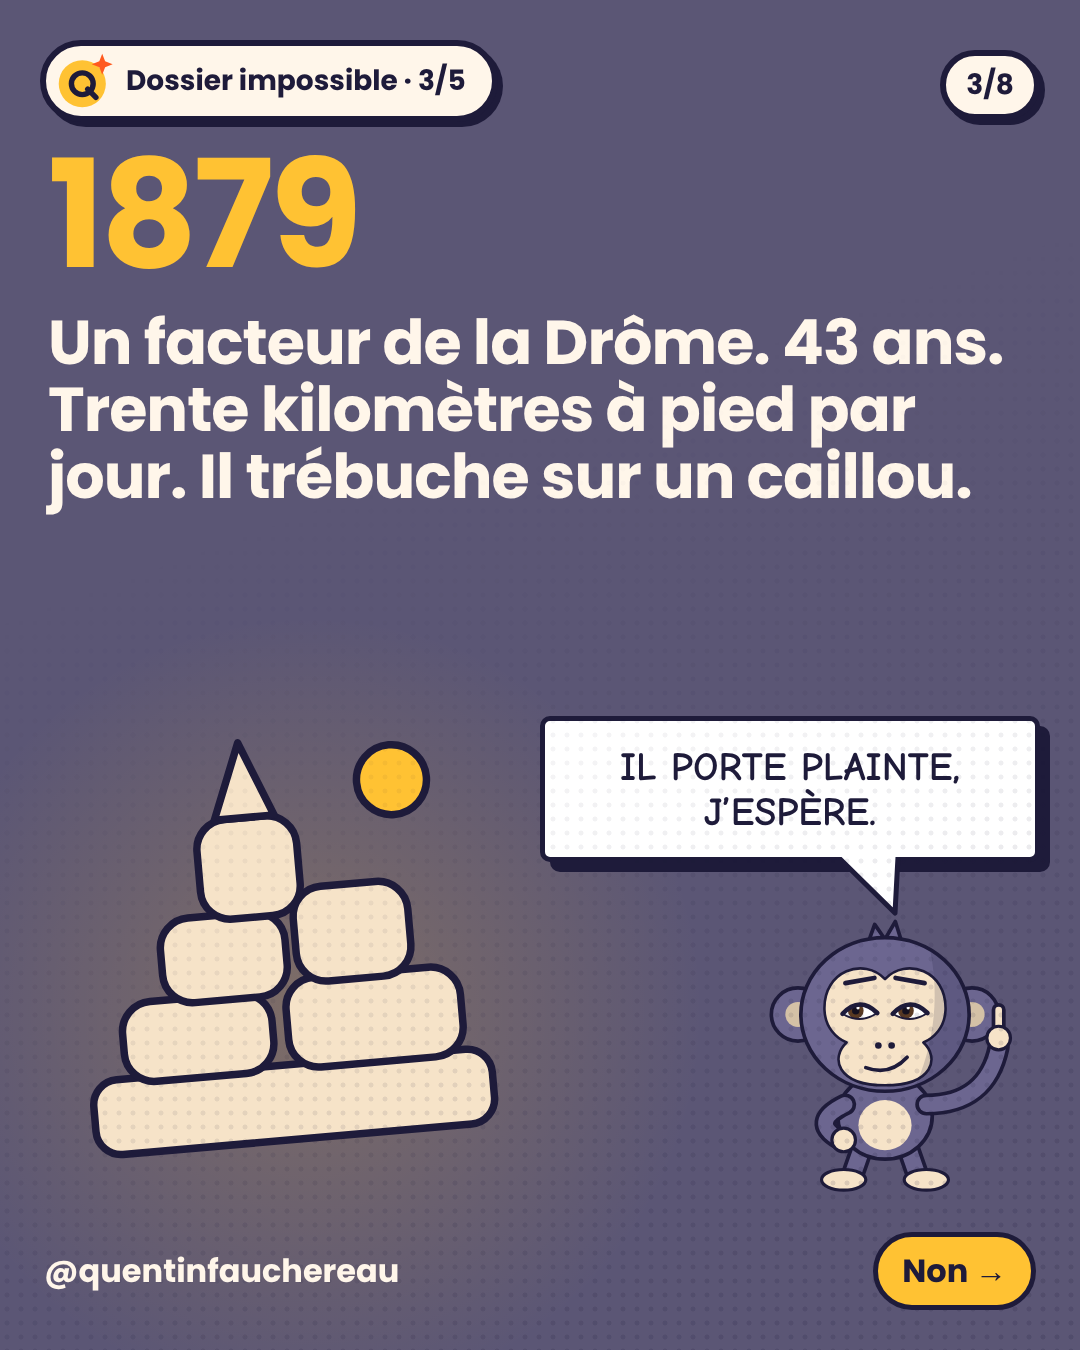 Q Dossier impossible · 3/5
3/8
1879
Un facteur de la Drôme. 43 ans.
Trente kilomètres à pied par
jour. Il trébuche sur un caillou.
IL PORTE PLAINTE,
J'ESPÈRE.
@quentinfauchereau
Non →